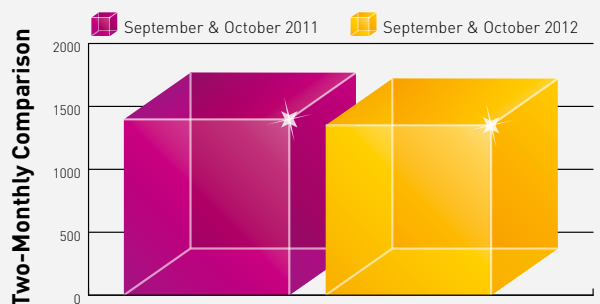 September & October 2011
September & October 2012
Two-Monthly Comparison
2000
1500
1000
500
0